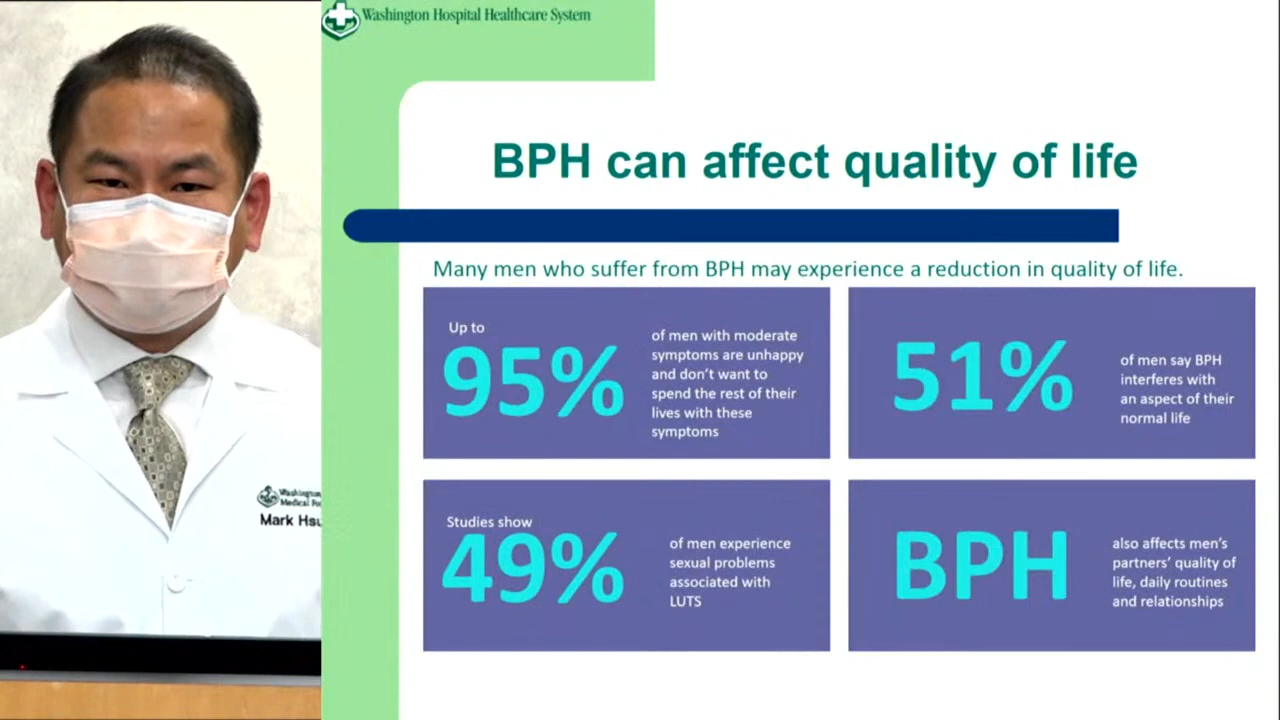 Washington Hospital Healthcare System
BPH can affect quality of life
Many men who suffer from BPH may experience a reduction in quality of life.
Up to
95%
of men with moderate
symptoms are unhappy
and don't want to
spend the rest of their
lives with these
symptoms
51%
of men say BPH
interferes with
an aspect of their
normal life
Studies show
49%
of men experience
sexual problems
associated with
LUTS
BPH
also affects men's
partners' quality of
life, daily routines
and relationships
Washington
Medical
Mark